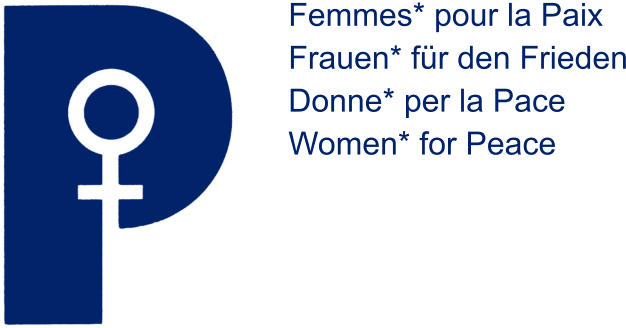 Femmes* pour la Paix
Frauen* für den Frieden
Donne* per la Pace
Women* for Peace